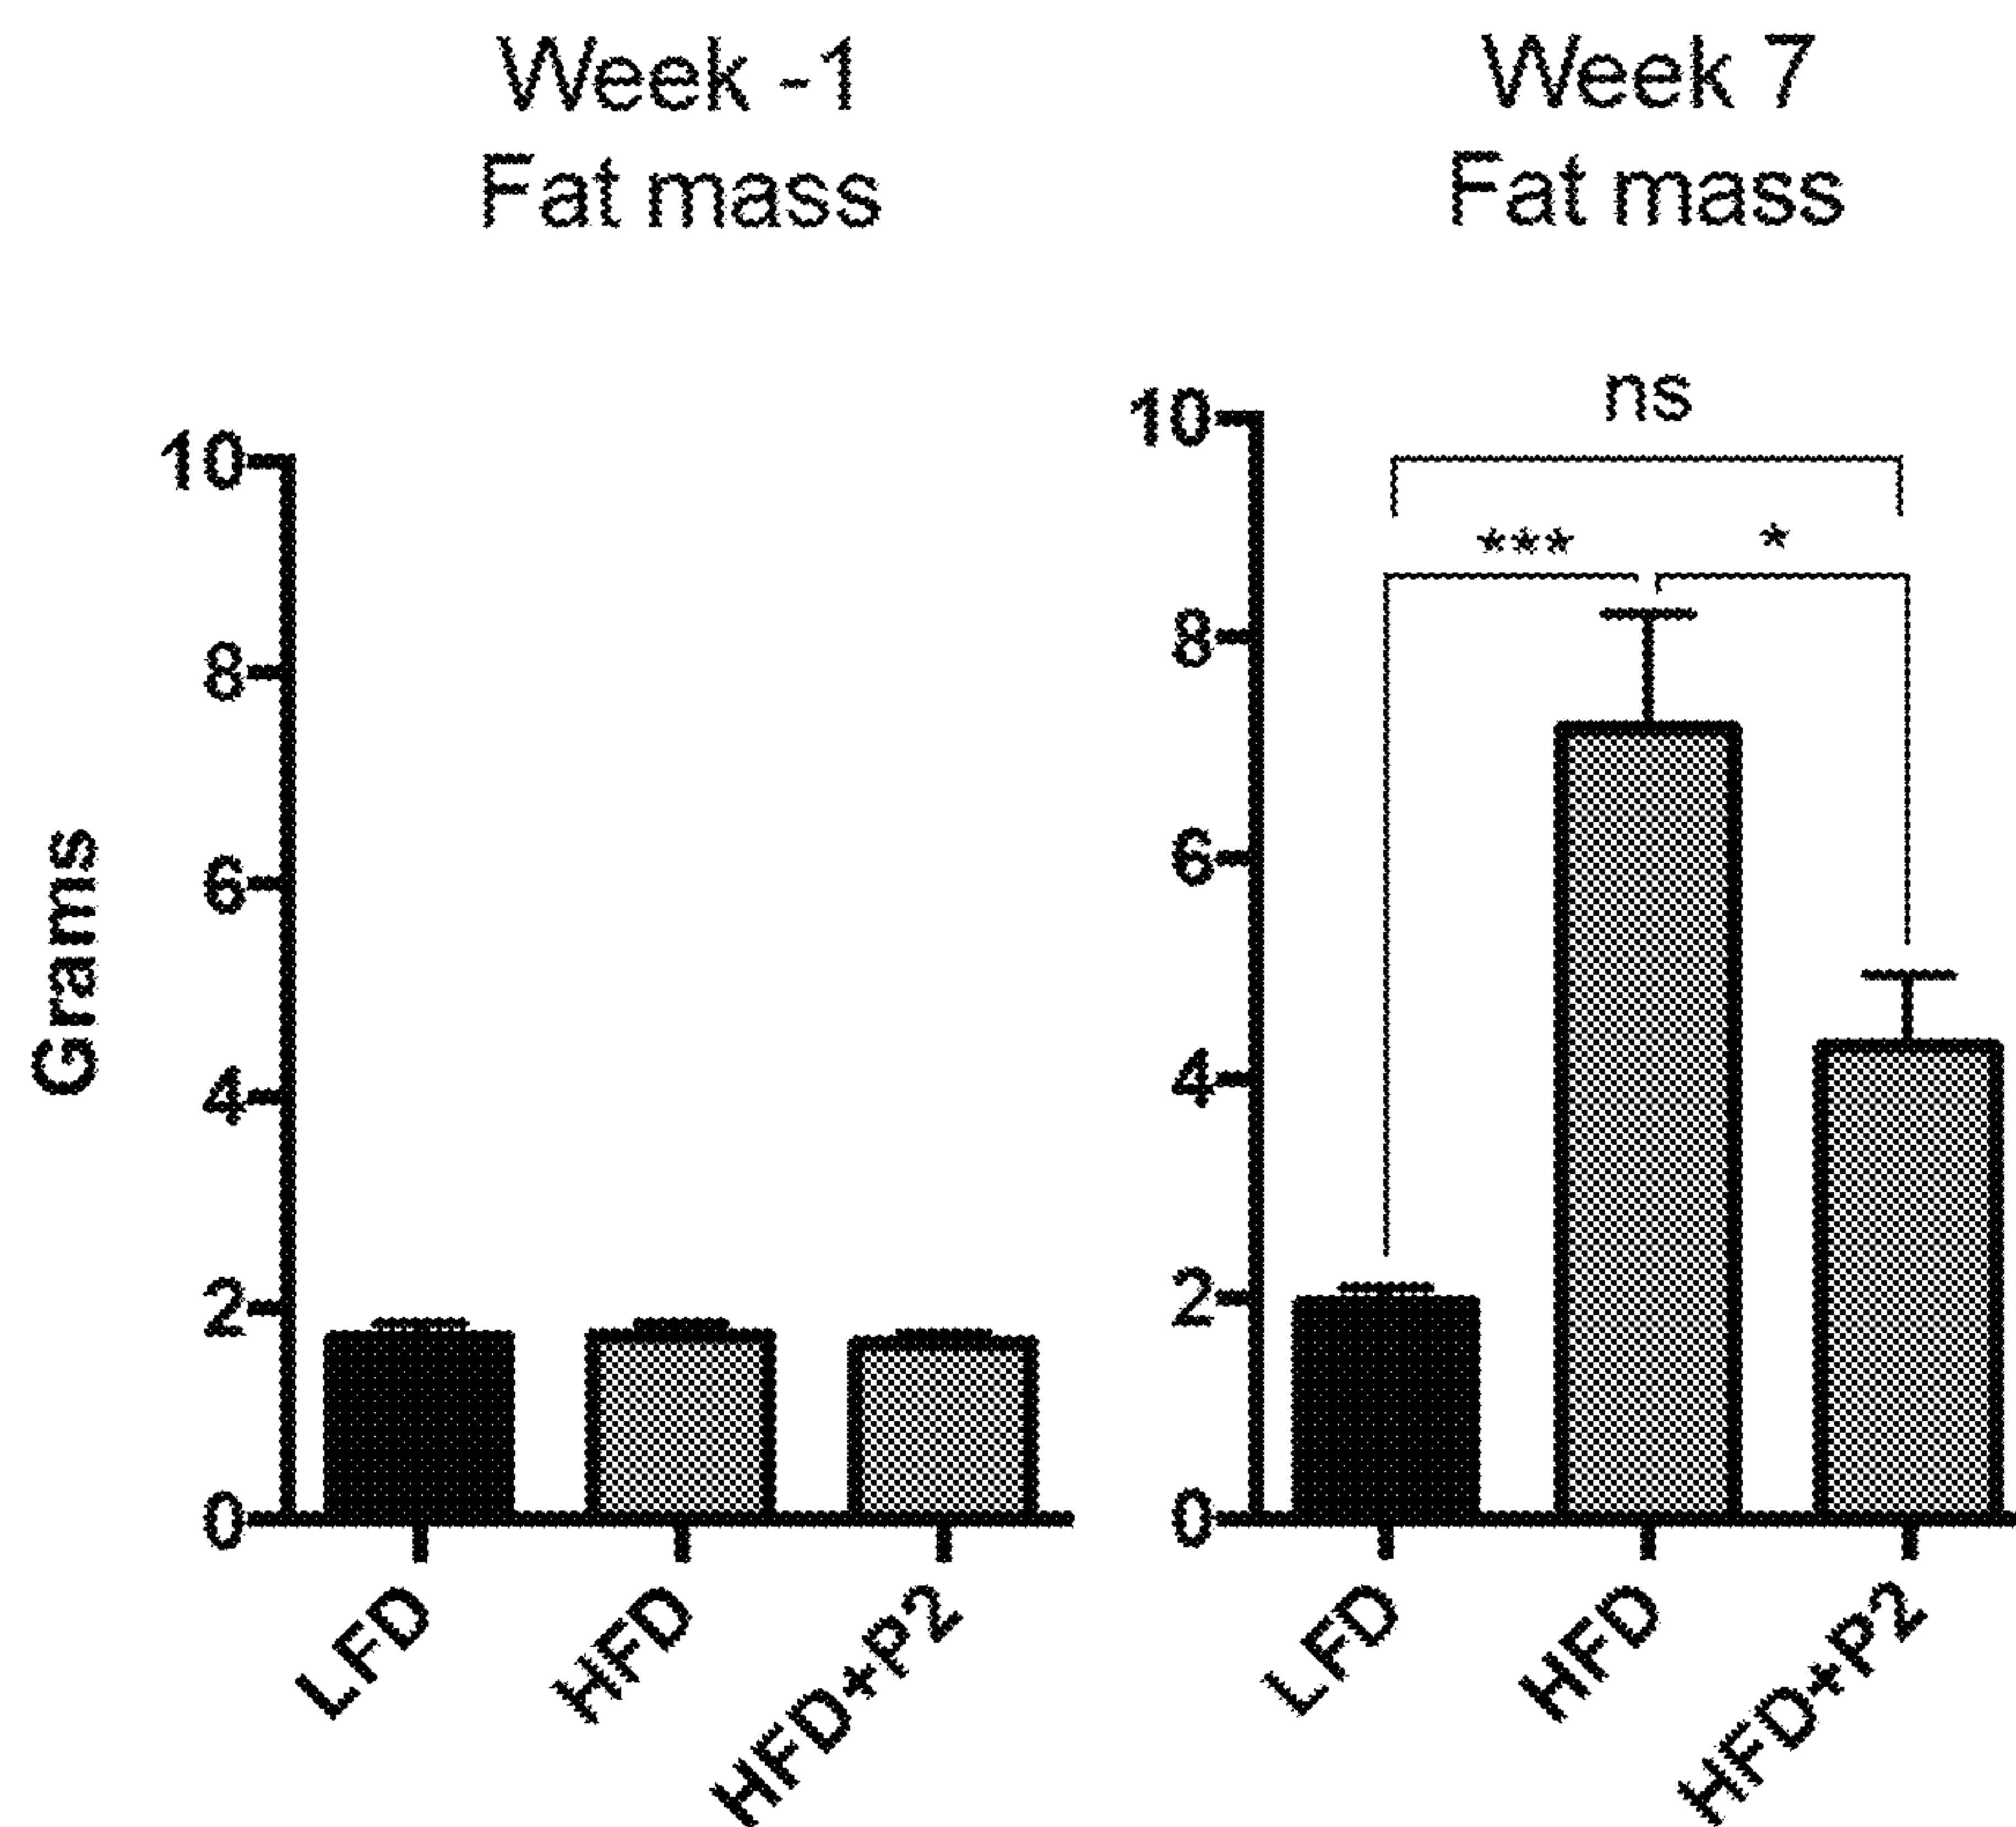 Week -1
Fat mass
Grams
10
8
6
4
2
0
LFD
HFD
HFD+P2
Week 7
Fat mass
ns
***
*
10
8
6
4
2
0
LFD
HFD
HFD+P2